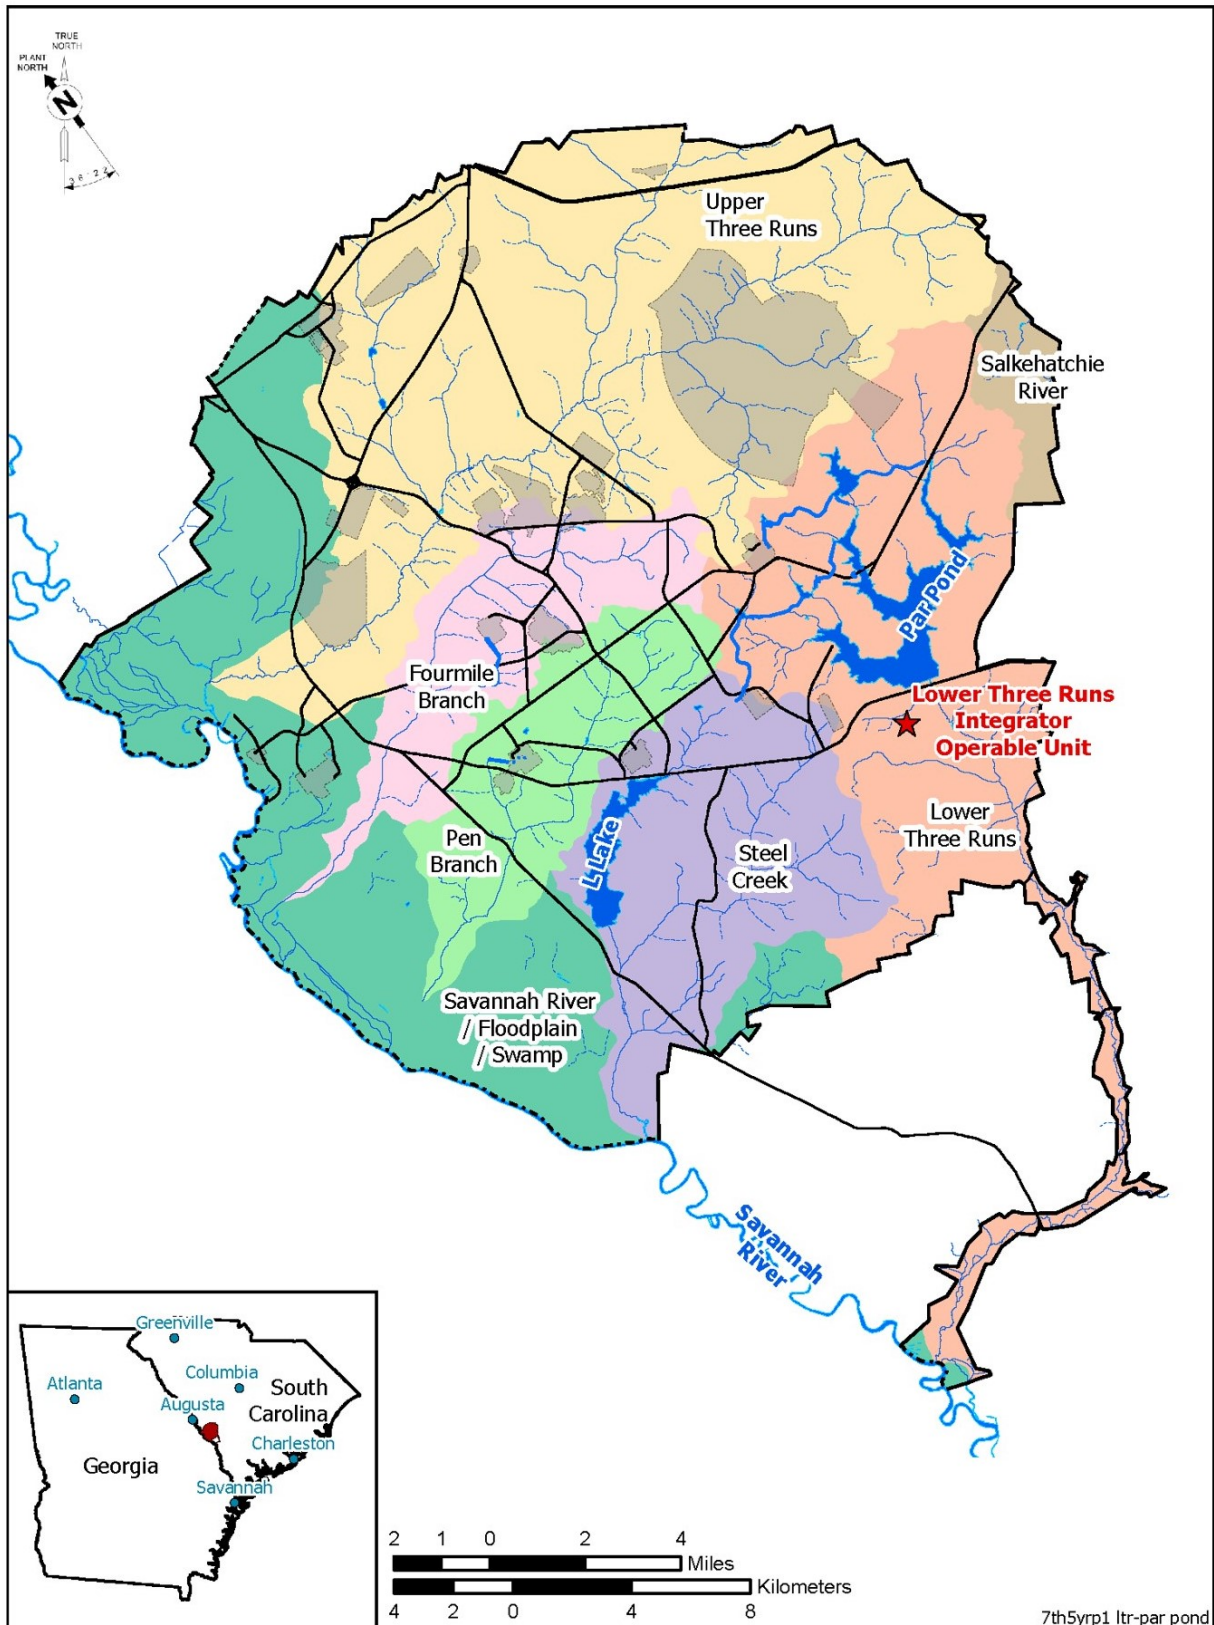 TRUE
NORTH
PLANT
NORTH
N
36°22'
Upper
Three Runs
Salkehatchie
River
Par Pond
Fourmile
Branch
Lower Three Runs
Integrator
Operable Unit
Lower
Three Runs
Pen
Branch
L Lake
Steel
Creek
Savannah River
/ Floodplain
/ Swamp
Savannah
River
Greenville
Atlanta
Columbia
South
Carolina
Augusta
Charleston
Georgia
Savannah
2 1 0 2 4
Miles
Kilometers
4 2 0 4 8
7th5yrp1 ltr-par pond